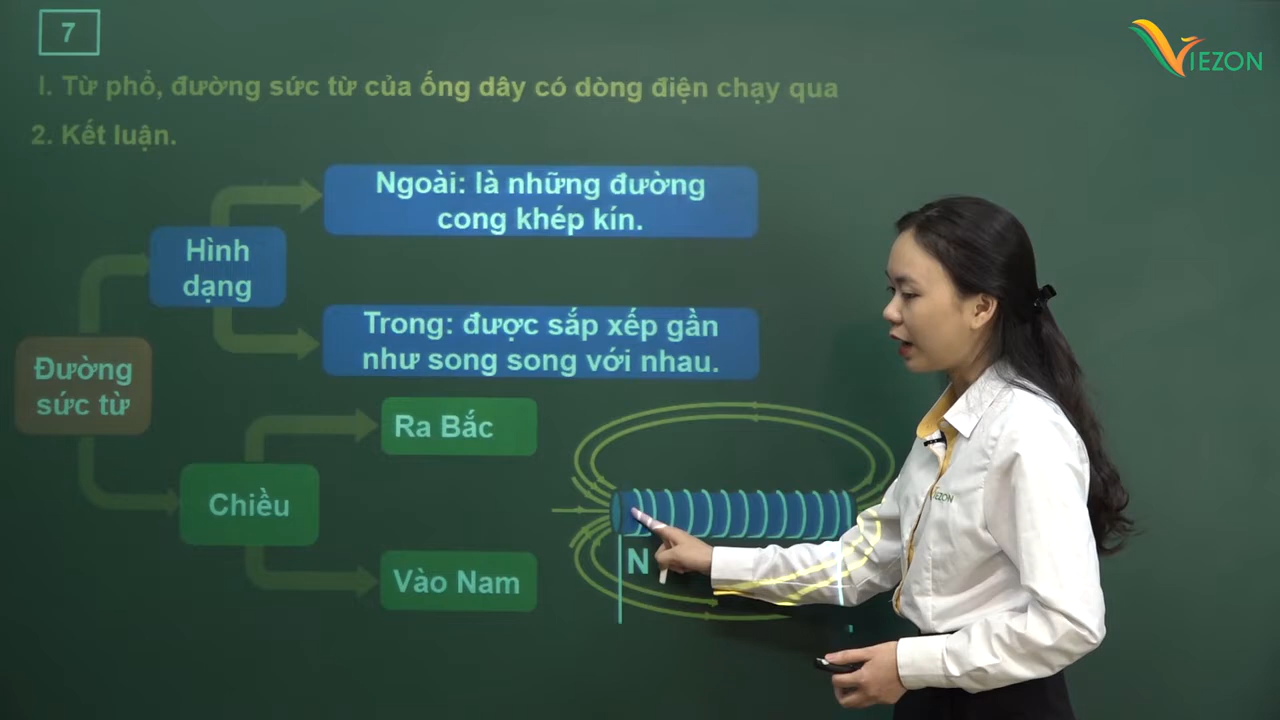 7
VIEZON
I. Từ phổ, đường sức từ của ống dây có dòng điện chạy qua
2. Kết luận.
Ngoài: là những đường
cong khép kín.
Hình
dạng
Trong: được sắp xếp gần
như song song với nhau.
Đường
sức từ
Ra Bắc
Chiều
Vào Nam
N
VIEZON